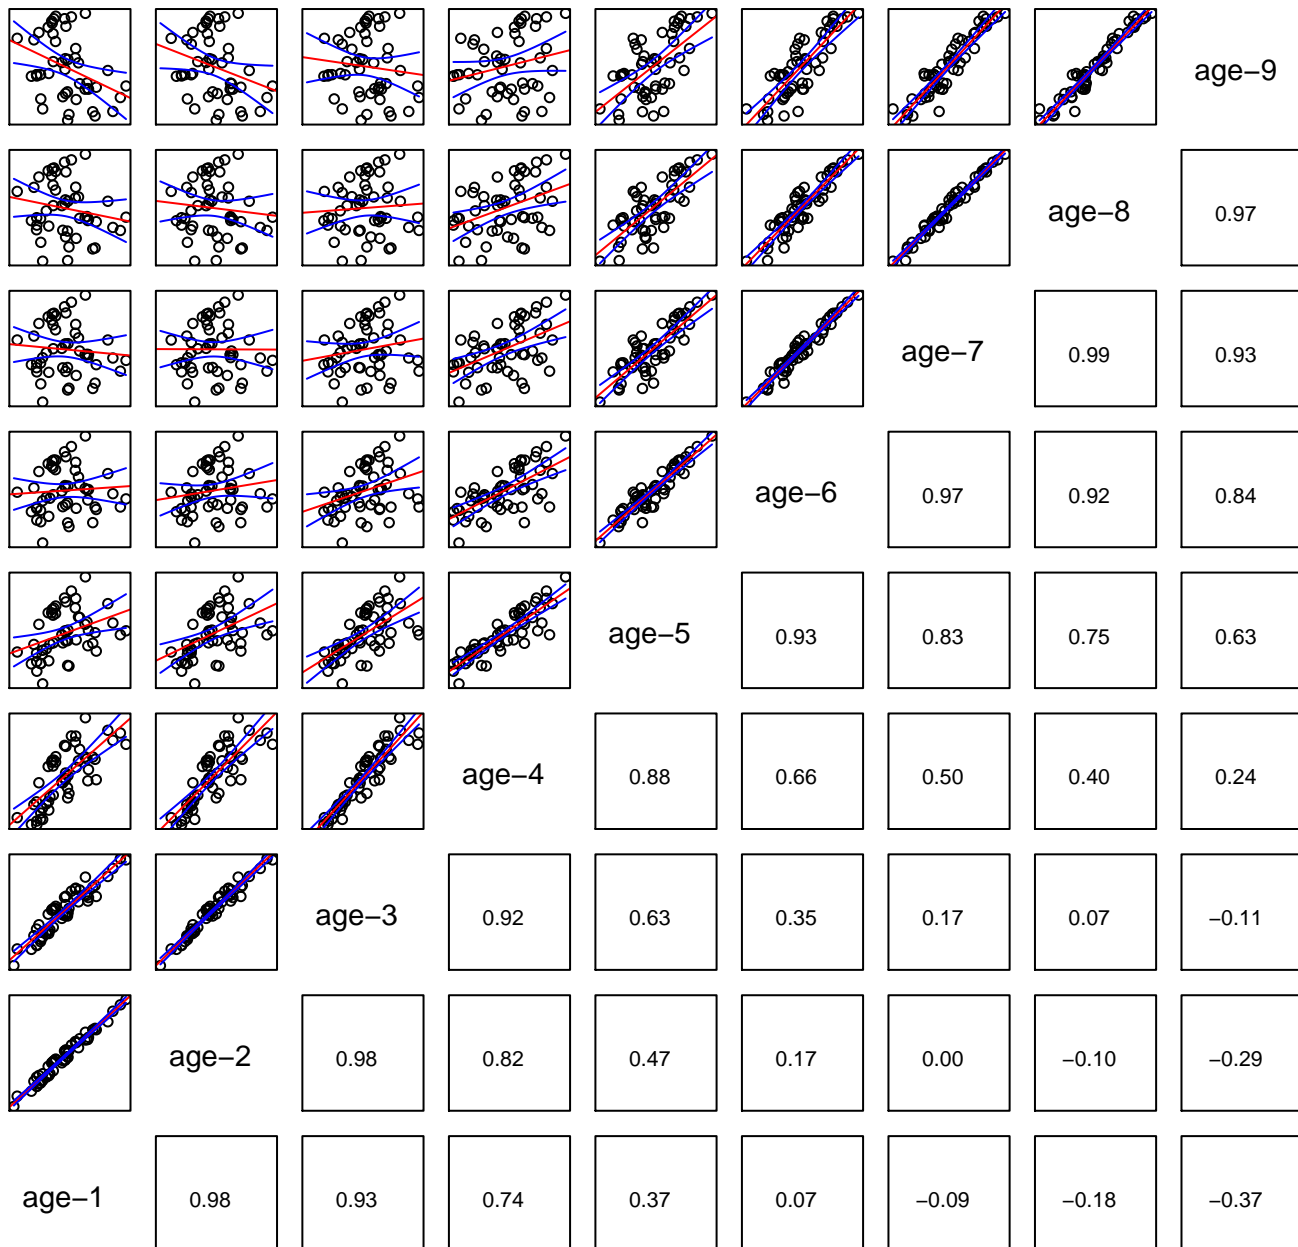 age−9
age−8 0.97
age−7 0.99 0.93
age−6 0.97 0.92 0.84
age−5 0.93 0.83 0.75 0.63
age−4 0.88 0.66 0.50 0.40 0.24
age−3 0.92 0.63 0.35 0.17 0.07 −0.11
age−2 0.98 0.82 0.47 0.17 0.00 −0.10 −0.29
age−1 0.98 0.93 0.74 0.37 0.07 −0.09 −0.18 −0.37